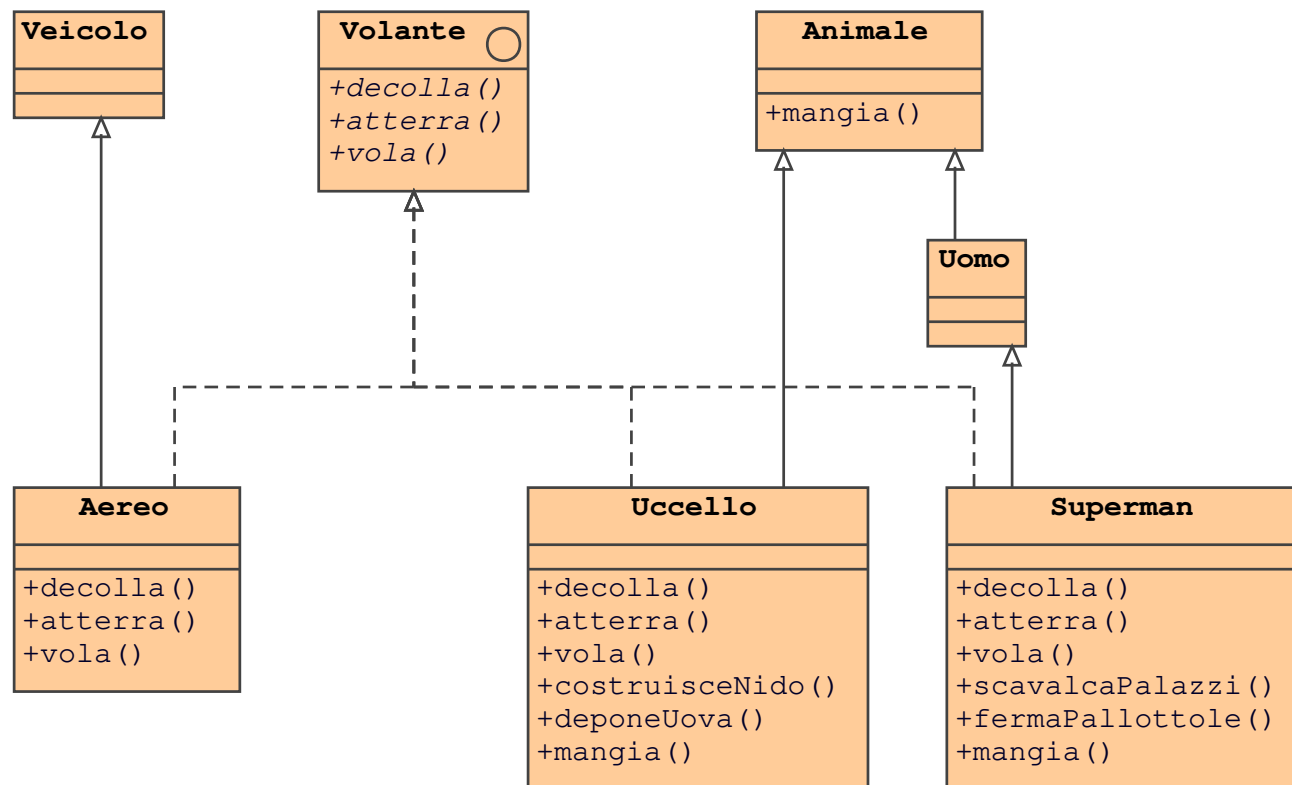 Veicolo
Volante
+decolla()
+atterra()
+vola()
Animale
+mangia()
Uomo
Aereo
+decolla()
+atterra()
+vola()
Uccello
+decolla()
+atterra()
+vola()
+costruisceNido()
+deponeUova()
+mangia()
Superman
+decolla()
+atterra()
+vola()
+scavalcaPalazzi()
+fermaPallottole()
+mangia()